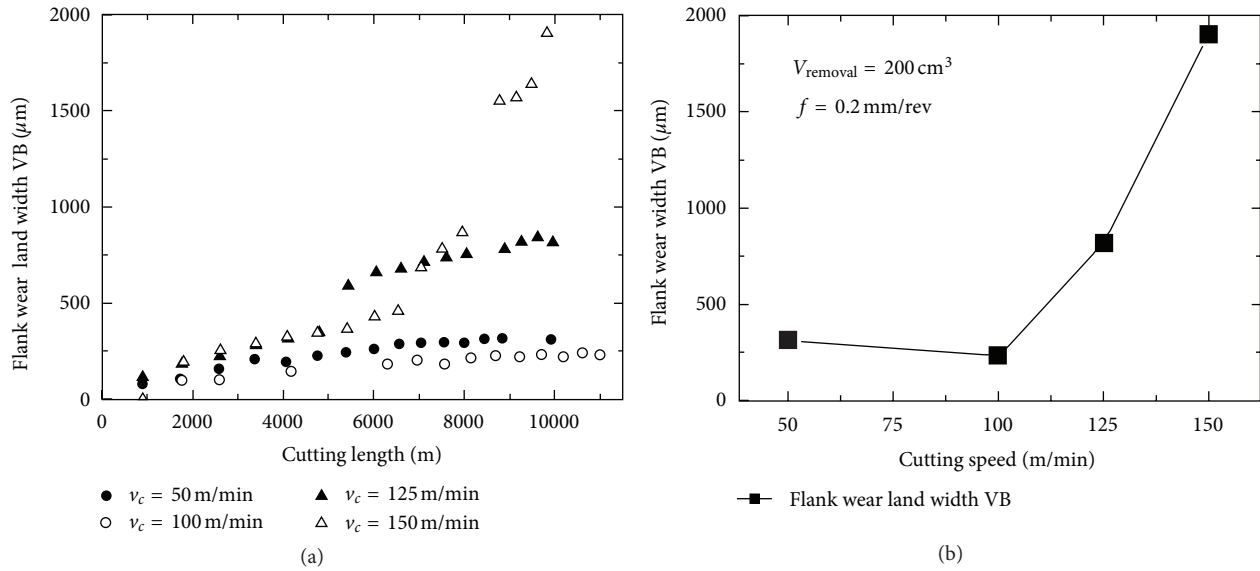 2000
1500
1000
500
0
Flank wear land width VB (μm)
0 2000 4000 6000 8000 10000
Cutting length (m)
v_c = 50 m/min
v_c = 100 m/min
v_c = 125 m/min
v_c = 150 m/min
(a)
2000
1500
1000
500
0
Flank wear width VB (μm)
V_removal = 200 cm³
f = 0.2 mm/rev
50 100 125 150
Cutting speed (m/min)
Flank wear land width VB
(b)